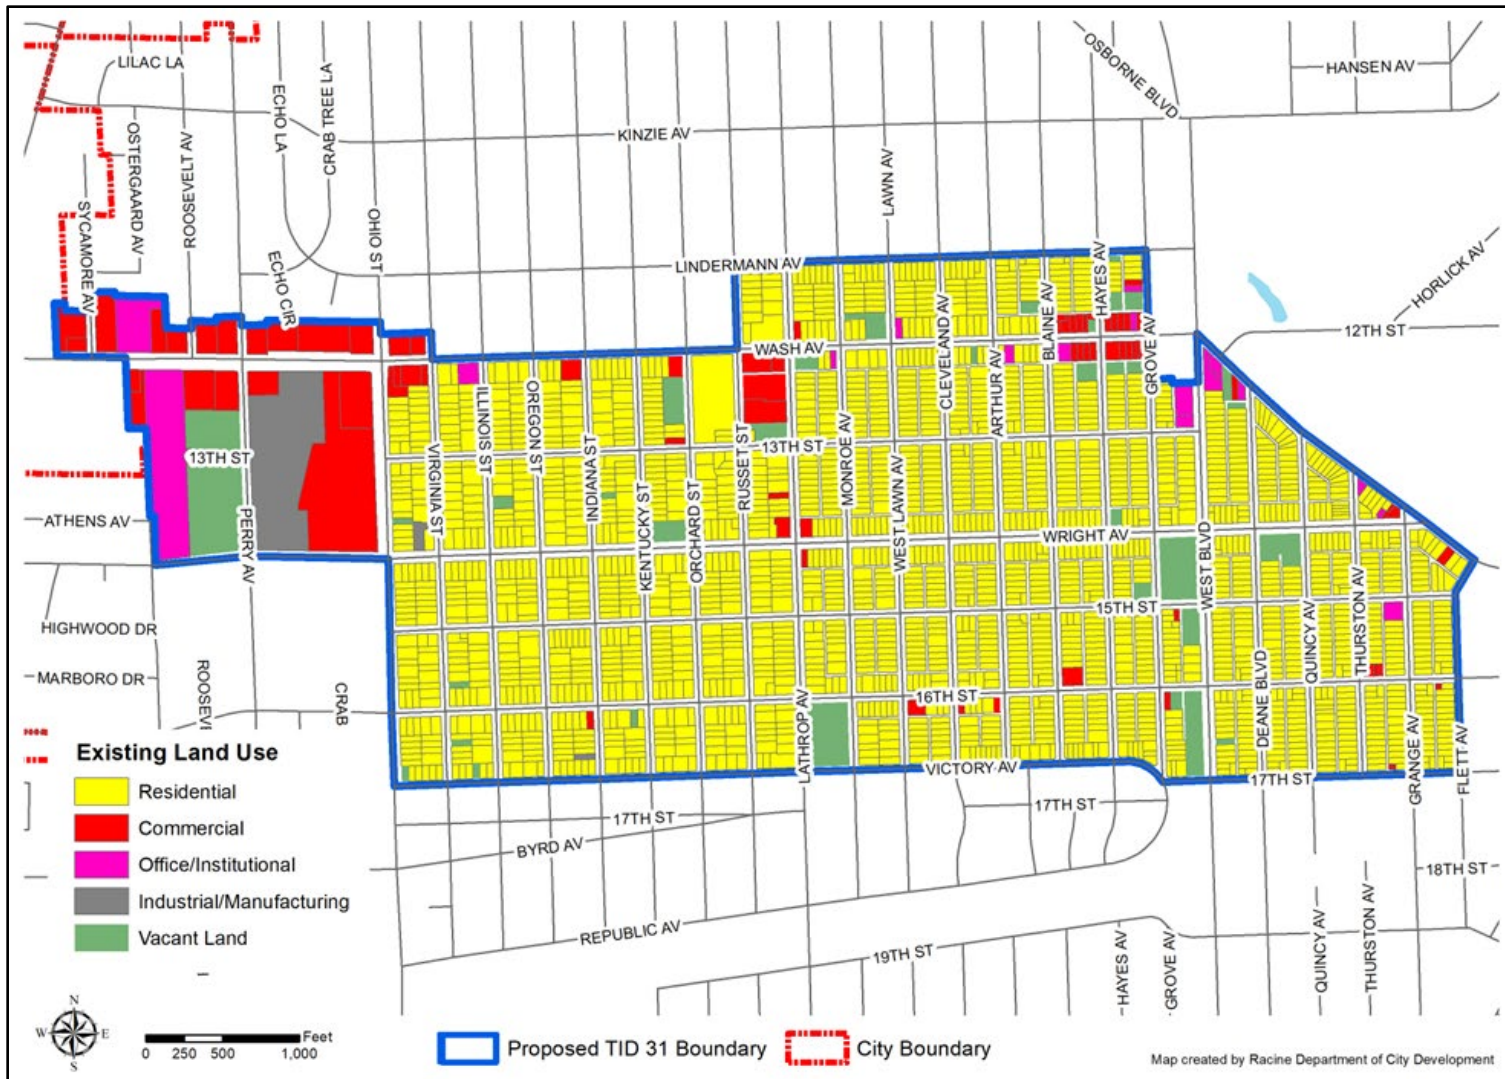 LILAC LA
OSTERGAARD AV
ROOSEVELT AV
ECHO LA
CRAB TREE LA
OSBORNE BLVD
HANSEN AV
KINZIE AV
LAWN AV
SYCAMORE AV
OHIO ST
ECHO CIR
LINDERMANN AV
HAYES AV
HORLICK AV
CLEVELAND AV
BLAINE AV
12TH ST
WASH AV
GROVE AV
ARTHUR AV
ILLINOIS ST
OREGON ST
INDIANA ST
VIRGINIA ST
RUSSET ST
13TH ST
MONROE AV
13TH ST
KENTUCKY ST
ORCHARD ST
WEST LAWN AV
ATHENS AV
PERRY AV
WRIGHT AV
WEST BLVD
15TH ST
QUINCY AV
THURSTON AV
HIGHWOOD DR
MARBORO DR
ROOSEV
CRAB
16TH ST
LATHROP AV
DEANE BLVD
GRANGE AV
FLETT AV
VICTORY AV
17TH ST
17TH ST
17TH ST
BYRD AV
18TH ST
REPUBLIC AV
19TH ST
HAYES AV
GROVE AV
QUINCY AV
THURSTON AV
Existing Land Use
Residential
Commercial
Office/Institutional
Industrial/Manufacturing
Vacant Land
N
W E
S
Feet
0 250 500 1,000
Proposed TID 31 Boundary
City Boundary
Map created by Racine Department of City Development